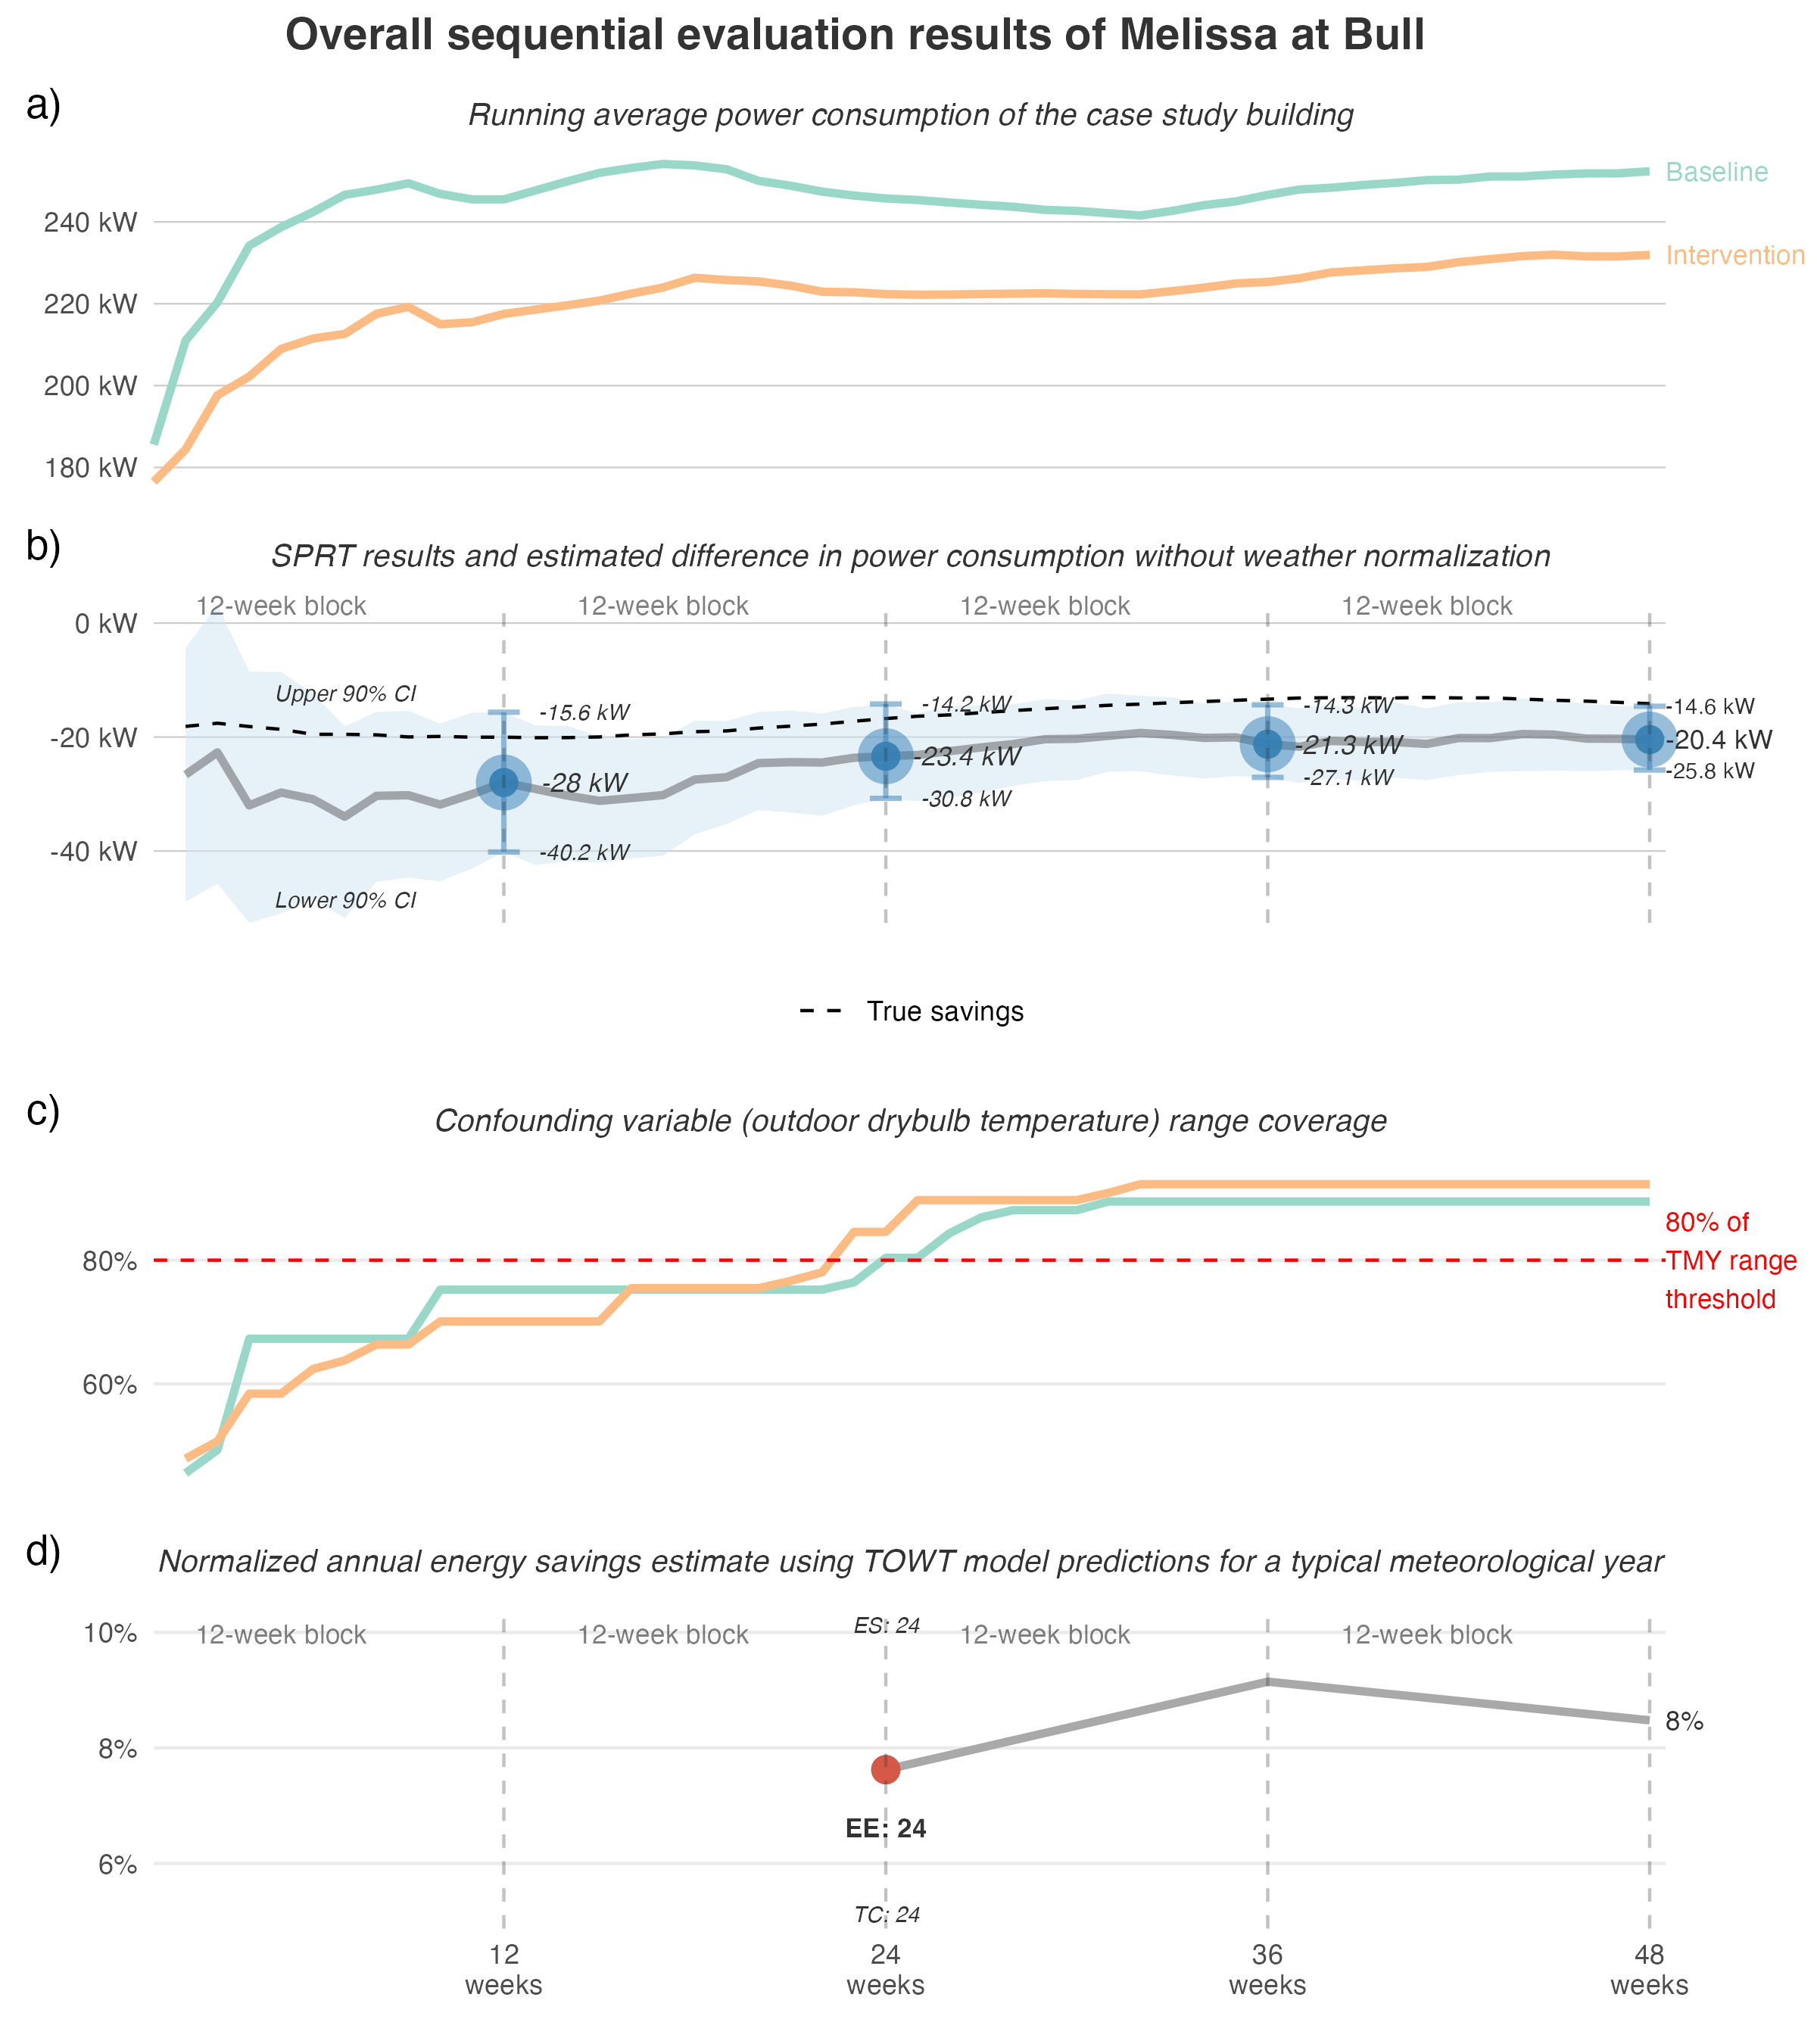 Overall sequential evaluation results of Melissa at Bull
a)
Running average power consumption of the case study building
Baseline
240 kW
Intervention
220 kW
200 kW
180 kW
b)
SPRT results and estimated difference in power consumption without weather normalization
12-week block 12-week block 12-week block 12-week block
0 kW
Upper 90% CI
-15.6 kW
-14.2 kW
-14.3 kW
-14.6 kW
-20 kW
-28 kW
-23.4 kW
-21.3 kW
-20.4 kW
-40.2 kW
-30.8 kW
-27.1 kW
-25.8 kW
-40 kW
Lower 90% CI
True savings
c)
Confounding variable (outdoor drybulb temperature) range coverage
80% of
TMY range
threshold
80%
60%
d)
Normalized annual energy savings estimate using TOWT model predictions for a typical meteorological year
ES: 24
10%
12-week block 12-week block 12-week block 12-week block
8%
8%
EE: 24
6%
TC: 24
12 24 36 48
weeks weeks weeks weeks